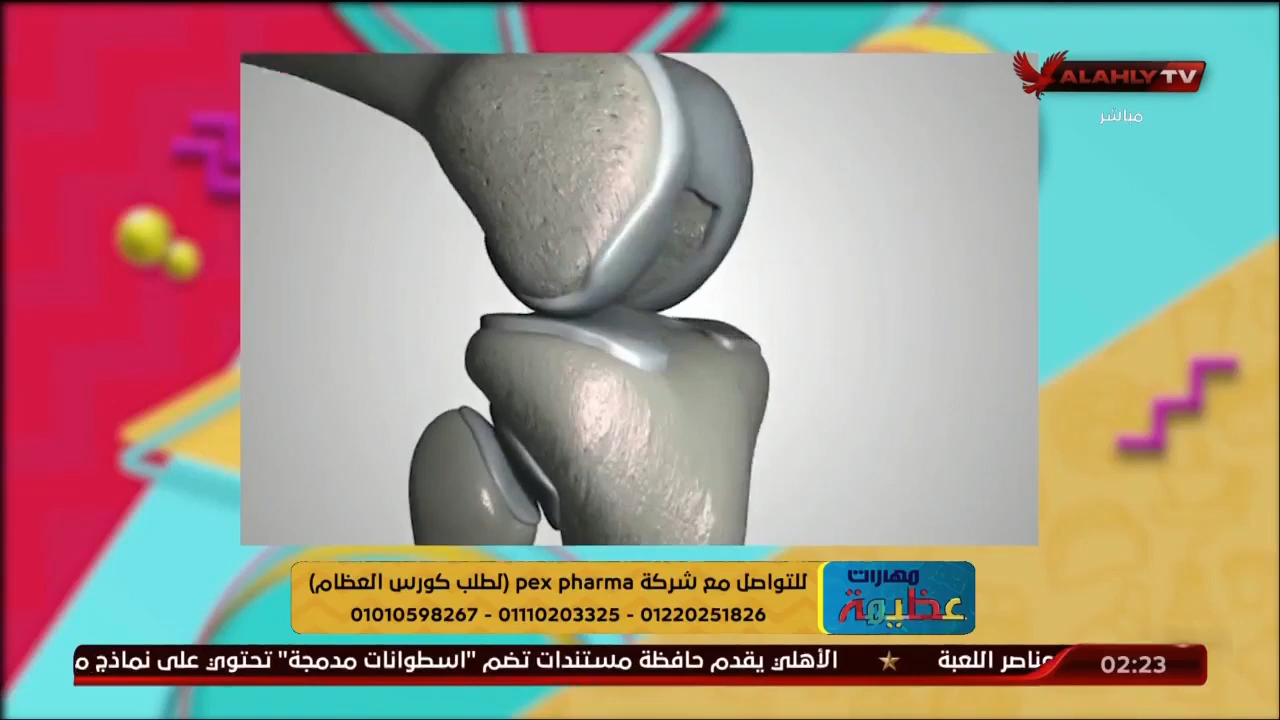 ALAHLY TV
مباشر
مهارات
عظيمة
للتواصل مع شركة pex pharma (لطلب كورس العظام)
01010598267 - 01110203325 - 01220251826
02:23
عناصر اللعبة ★ الأهلي يقدم حافظة مستندات تضم "اسطوانات مدمجة" تحتوي على نماذج